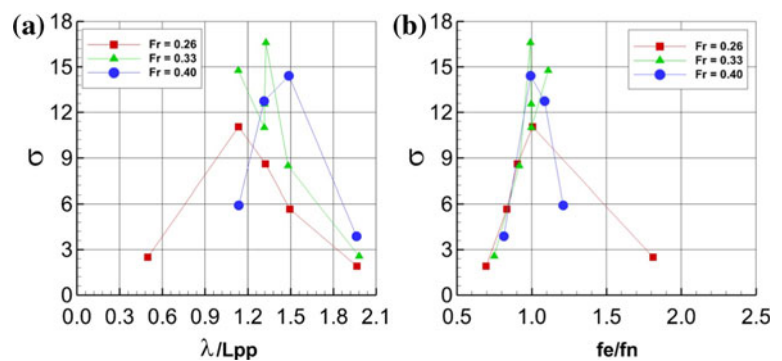 (a)
σ
18
15
12
9
6
3
0
Fr = 0.26
Fr = 0.33
Fr = 0.40
0.0 0.3 0.6 0.9 1.2 1.5 1.8 2.1
λ/Lpp
(b)
σ
18
15
12
9
6
3
0
Fr = 0.26
Fr = 0.33
Fr = 0.40
0.5 1.0 1.5 2.0 2.5
fe/fn